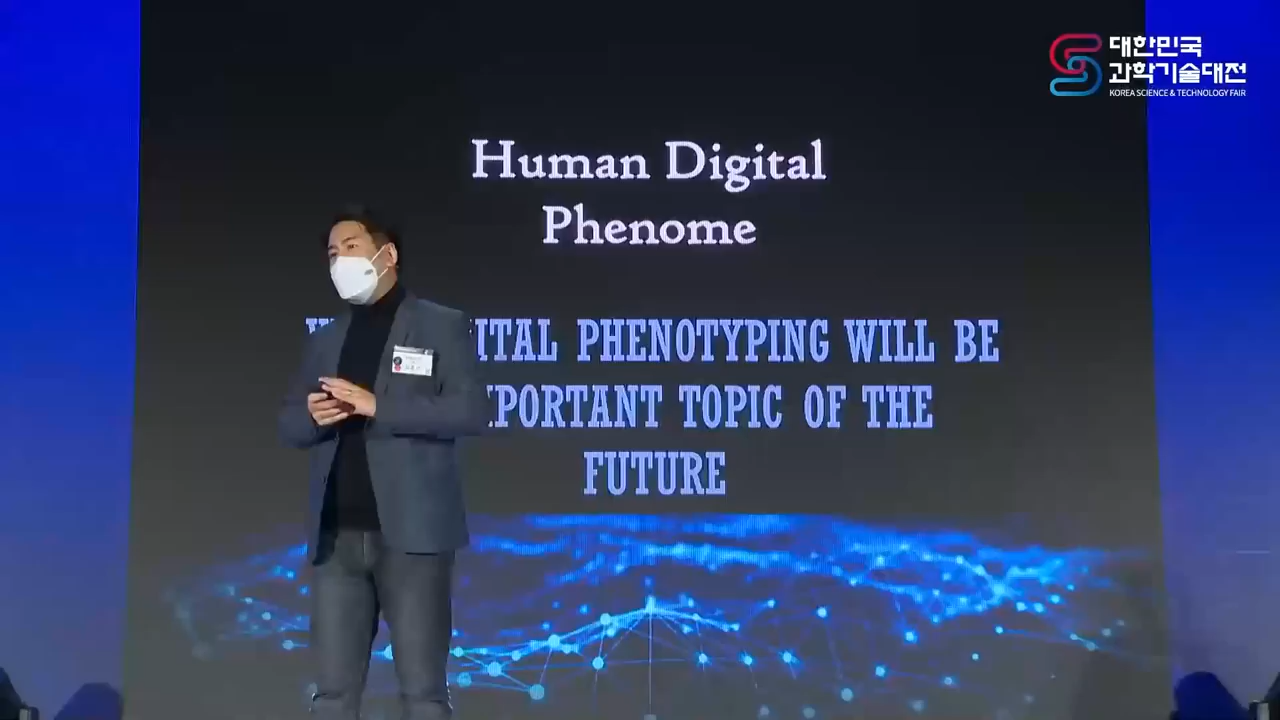 대한민국
과학기술대전
KOREA SCIENCE & TECHNOLOGY FAIR
Human Digital
Phenome
PHENOTYPING WILL BE
TOPIC OF THE
FUTURE